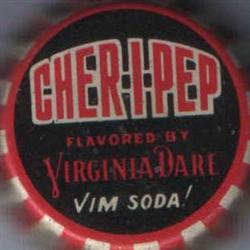 CHER-I-PEP
FLAVORED BY
VIRGINIA DARE
VIM SODA!